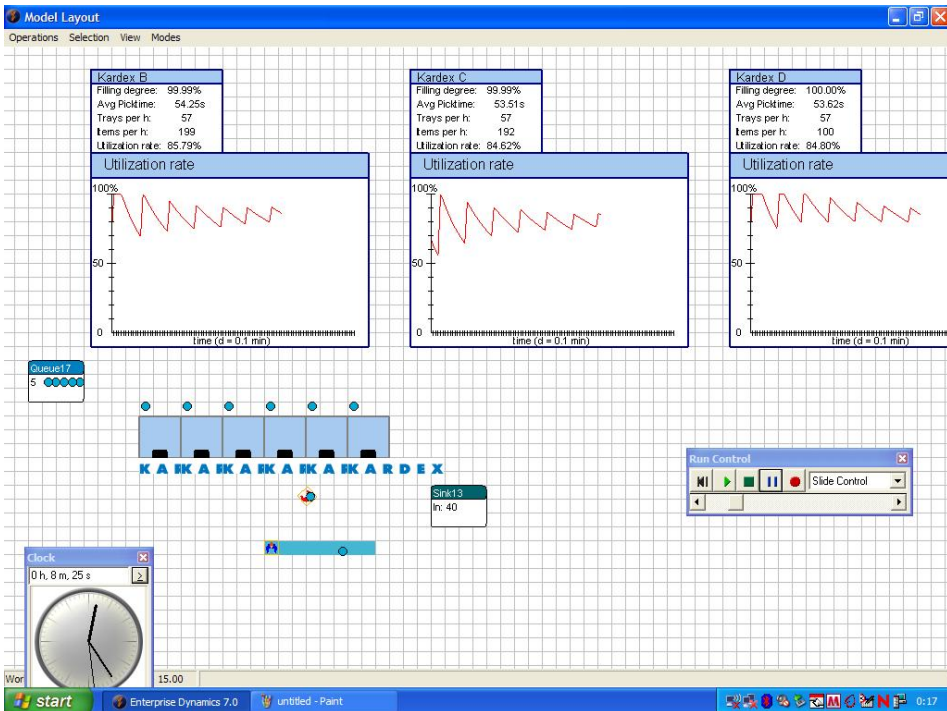 Model Layout
Operations Selection View Modes
Kardex B
Filling degree: 99.99%
Avg Picktime: 54.25s
Trays per h: 57
Items per h: 199
Utilization rate: 85.79%
Utilization rate
100%
50
0
time (d = 0.1 min)
Kardex C
Filling degree: 99.99%
Avg Picktime: 53.51s
Trays per h: 57
Items per h: 192
Utilization rate: 84.62%
Utilization rate
100%
50
0
time (d = 0.1 min)
Kardex D
Filling degree: 100.00%
Avg Picktime: 53.62s
Trays per h: 57
Items per h: 100
Utilization rate: 84.80%
Utilization rate
100%
50
0
time (d = 0.1 min)
Queue17
5
K A K A K A K A K A K A R D E X
Sink13
In: 40
Run Control
Slide Control
Clock
0 h, 8 m, 25 s
>
Wor
15.00
start
Enterprise Dynamics 7.0
untitled - Paint
0:17